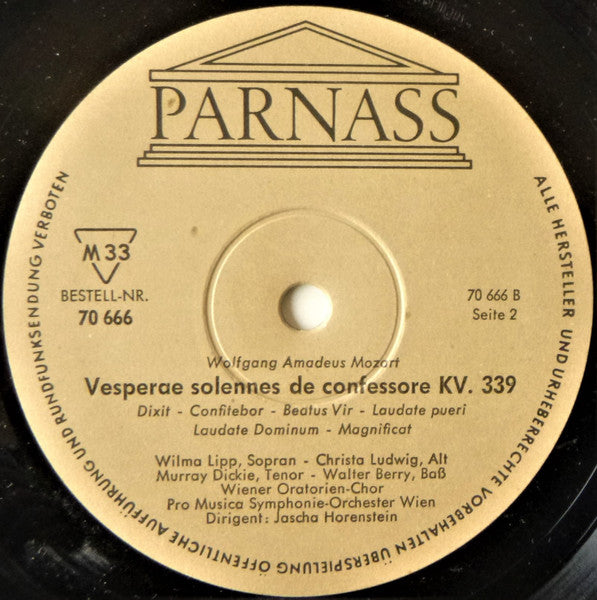 PARNASS
M 33
BESTELL-NR.
70 666
70 666 B
Seite 2
Wolfgang Amadeus Mozart
Vesperae solennes de confessore KV. 339
Dixit - Confitebor - Beatus Vir - Laudate pueri
Laudate Dominum - Magnificat
Wilma Lipp, Sopran - Christa Ludwig, Alt
Murray Dickie, Tenor - Walter Berry, Baß
Wiener Oratorien-Chor
Pro Musica Symphonie-Orchester Wien
Dirigent: Jascha Horenstein
ALLE HERSTELLER UND URHEBERRECHTE VORBEHALTEN ÜBERSPIELUNG ÖFFENTLICHE AUFFÜHRUNG UND RUNDFUNKSENDUNG VERBOTEN